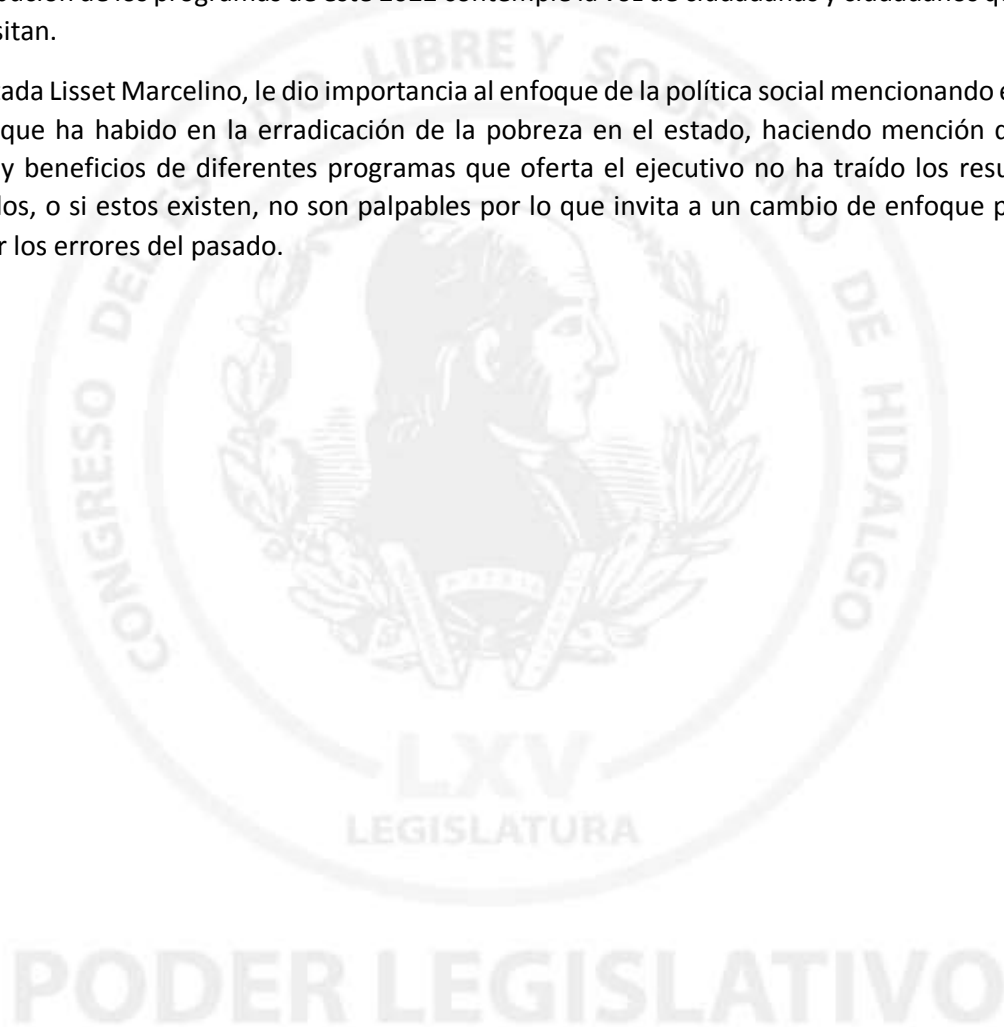 sitan.
ada Lisset Marcelino, le dio importancia al enfoque de la política social mencionando e
que ha habido en la erradicación de la pobreza en el estado, haciendo mención
y beneficios de diferentes programas que oferta el ejecutivo no ha traído los resu
los, o si estos existen, no son palpables por lo que invita a un cambio de enfoque p
r los errores del pasado.
DEL ESTADO LIBRE Y SOBERANO DE HIDALGO
CONGRESO
LXV
LEGISLATURA
PODER LEGISLATIVO